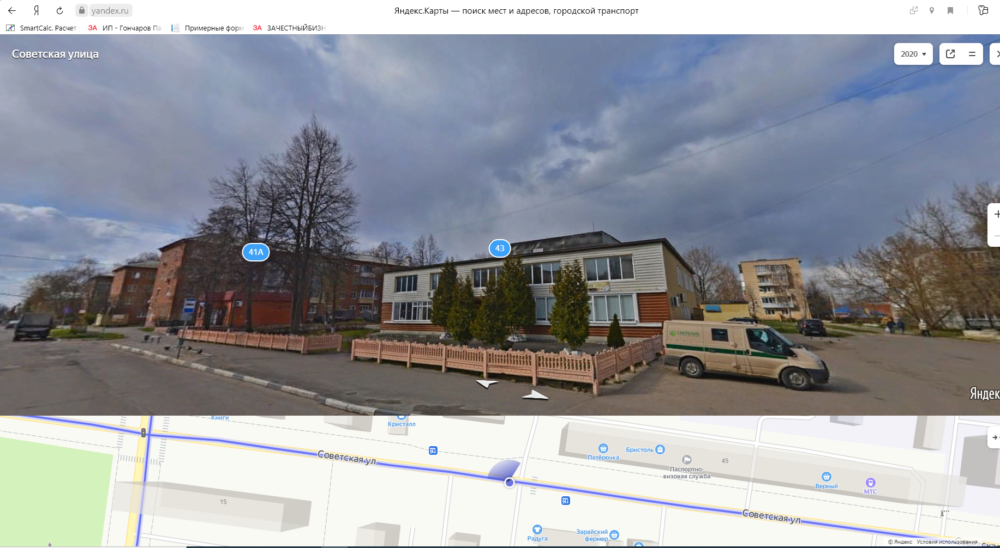 Я
yandex.ru
Яндекс.Карты — поиск мест и адресов, городской транспорт
SmartCalc. Расчет
ЗА ИП - Гончаров Па
Примерные форм
ЗА ЗАЧЕСТНЫЙБИЗН
Советская улица
2020
41А
43
СБЕРБАНК
Яндек
Книги
Кристалл
Советская ул.
Пятёрочка
Бристоль
45
Паспортно-
визовая служба
Верный
МТС
15
Советская ул.
Радуга
Зарайский
фермер
© Яндекс Условия использования